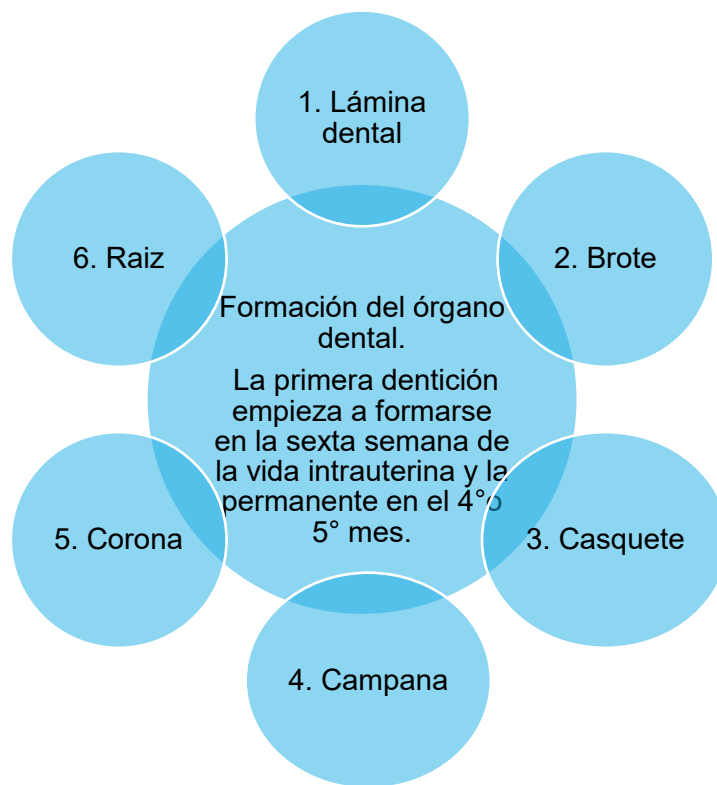 1. Lámina
dental
2. Brote
3. Casquete
4. Campana
5. Corona
6. Raiz
Formación del órgano
dental.
La primera dentición
empieza a formarse
en la sexta semana de
la vida intrauterina y la
permanente en el 4°o
5° mes.